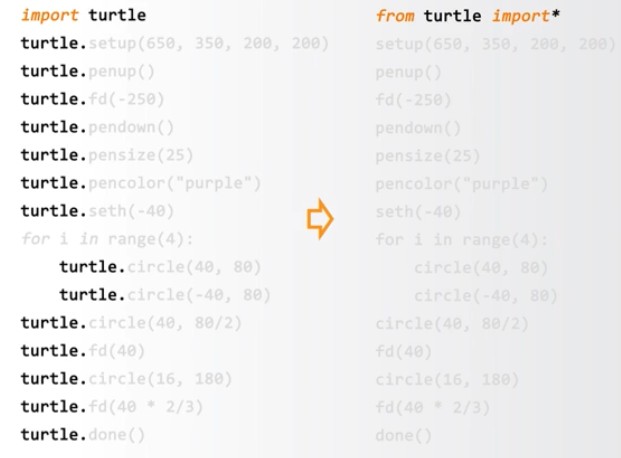 import turtle
turtle.setup(650, 350, 200, 200)
turtle.penup()
turtle.fd(-250)
turtle.pendown()
turtle.pensize(25)
turtle.pencolor("purple")
turtle.seth(-40)
for i in range(4):
    turtle.circle(40, 80)
    turtle.circle(-40, 80)
turtle.circle(40, 80/2)
turtle.fd(40)
turtle.circle(16, 180)
turtle.fd(40 * 2/3)
turtle.done()
from turtle import*
setup(650, 350, 200, 200)
penup()
fd(-250)
pendown()
pensize(25)
pencolor("purple")
seth(-40)
for i in range(4):
    circle(40, 80)
    circle(-40, 80)
circle(40, 80/2)
fd(40)
circle(16, 180)
fd(40 * 2/3)
done()